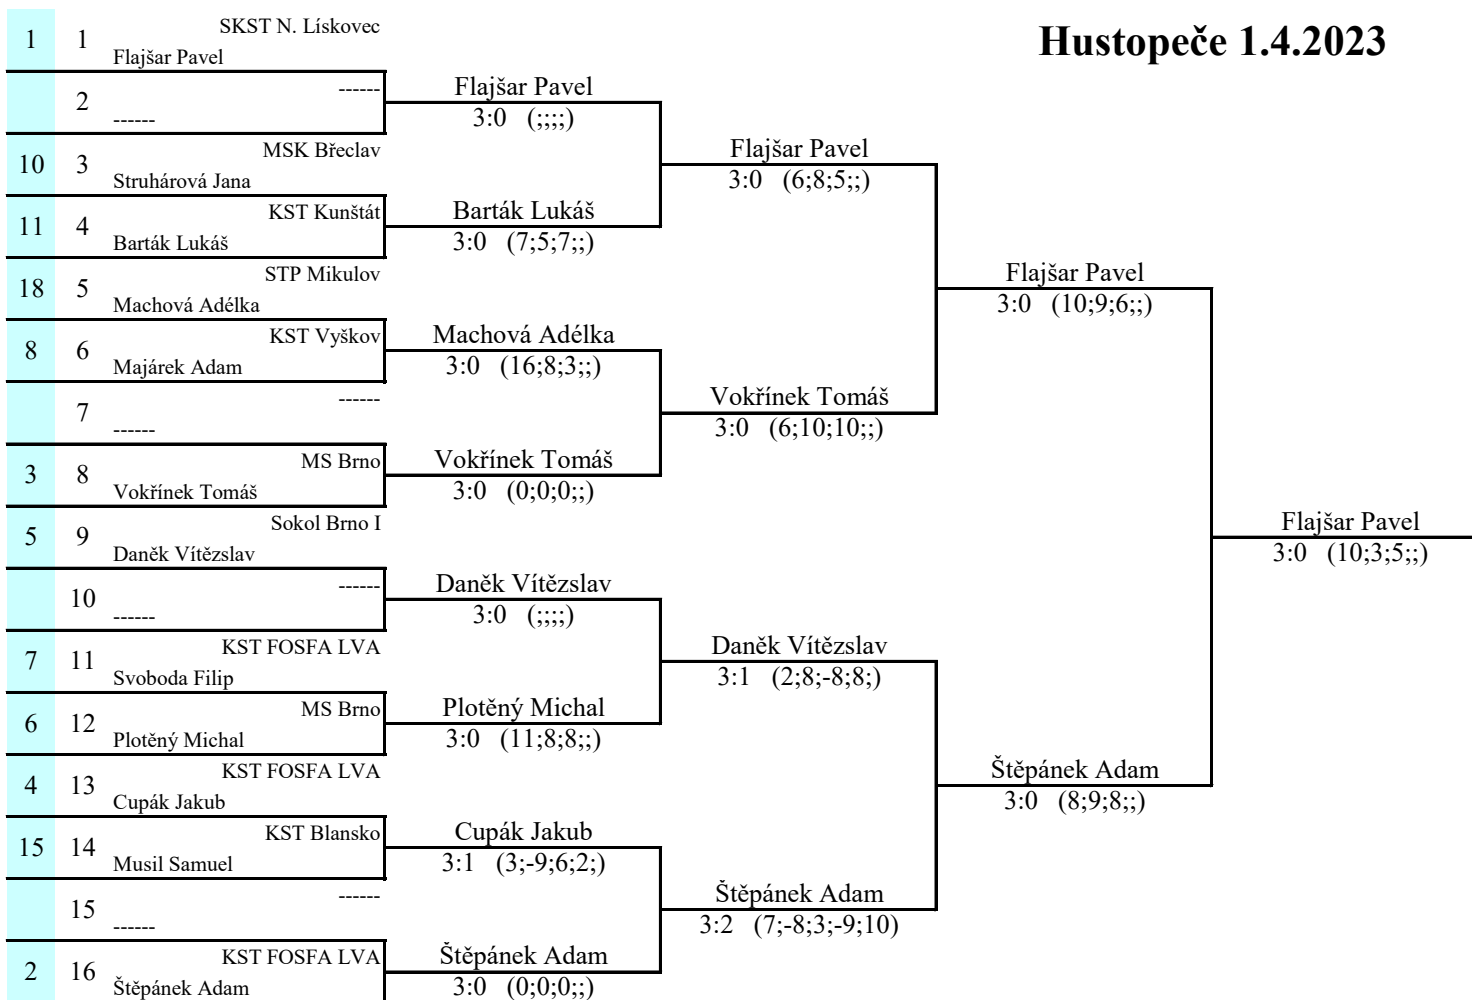 Hustopeče 1.4.2023
1 1 SKST N. Lískovec
Flajšar Pavel
2 ------
------
10 3 MSK Břeclav
Struhárová Jana
11 4 KST Kunštát
Barták Lukáš
18 5 STP Mikulov
Machová Adélka
8 6 KST Vyškov
Majárek Adam
7 ------
------
3 8 MS Brno
Vokřínek Tomáš
5 9 Sokol Brno I
Daněk Vítězslav
10 ------
------
7 11 KST FOSFA LVA
Svoboda Filip
6 12 MS Brno
Plotěný Michal
4 13 KST FOSFA LVA
Cupák Jakub
15 14 KST Blansko
Musil Samuel
15 ------
------
2 16 KST FOSFA LVA
Štěpánek Adam
Flajšar Pavel
3:0 (;;;;)
Barták Lukáš
3:0 (7;5;7;;)
Machová Adélka
3:0 (16;8;3;;)
Vokřínek Tomáš
3:0 (0;0;0;;)
Daněk Vítězslav
3:0 (;;;;)
Plotěný Michal
3:0 (11;8;8;;)
Cupák Jakub
3:1 (3;-9;6;2;)
Štěpánek Adam
3:0 (0;0;0;;)
Flajšar Pavel
3:0 (6;8;5;;)
Vokřínek Tomáš
3:0 (6;10;10;;)
Daněk Vítězslav
3:1 (2;8;-8;8;)
Štěpánek Adam
3:2 (7;-8;3;-9;10)
Flajšar Pavel
3:0 (10;9;6;;)
Štěpánek Adam
3:0 (8;9;8;;)
Flajšar Pavel
3:0 (10;3;5;;)